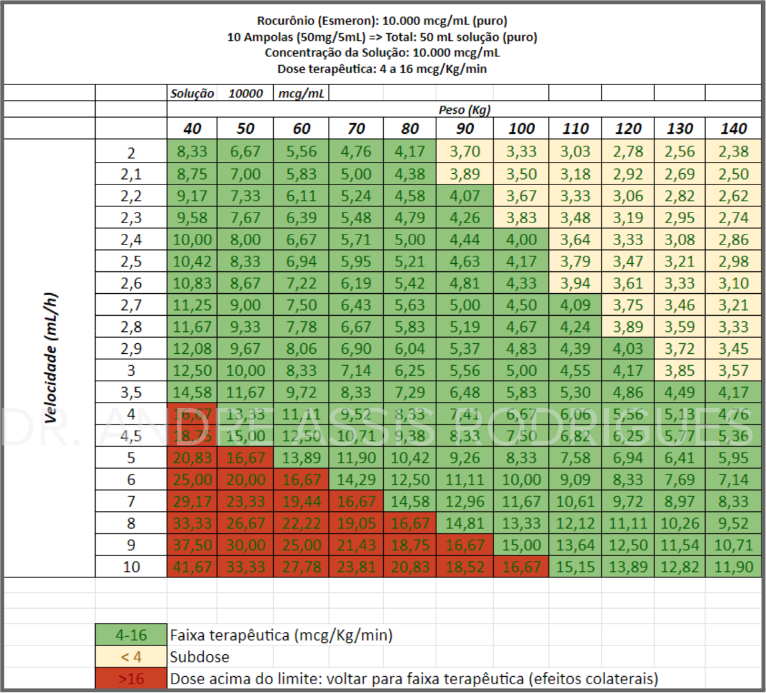 Rocurônio (Esmeron): 10.000 mcg/mL (puro)
10 Ampolas (50mg/5mL) => Total: 50 mL solução (puro)
Concentração da Solução: 10.000 mcg/mL
Dose terapêutica: 4 a 16 mcg/Kg/min
Solução 10000 mcg/mL
Peso (Kg)
40 50 60 70 80 90 100 110 120 130 140
Velocidade (mL/h)
2 8,33 6,67 5,56 4,76 4,17 3,70 3,33 3,03 2,78 2,56 2,38
2,1 8,75 7,00 5,83 5,00 4,38 3,89 3,50 3,18 2,92 2,69 2,50
2,2 9,17 7,33 6,11 5,24 4,58 4,07 3,67 3,33 3,06 2,82 2,62
2,3 9,58 7,67 6,39 5,48 4,79 4,26 3,83 3,48 3,19 2,95 2,74
2,4 10,00 8,00 6,67 5,71 5,00 4,44 4,00 3,64 3,33 3,08 2,86
2,5 10,42 8,33 6,94 5,95 5,21 4,63 4,17 3,79 3,47 3,21 2,98
2,6 10,83 8,67 7,22 6,19 5,42 4,81 4,33 3,94 3,61 3,33 3,10
2,7 11,25 9,00 7,50 6,43 5,63 5,00 4,50 4,09 3,75 3,46 3,21
2,8 11,67 9,33 7,78 6,67 5,83 5,19 4,67 4,24 3,89 3,59 3,33
2,9 12,08 9,67 8,06 6,90 6,04 5,37 4,83 4,39 4,03 3,72 3,45
3 12,50 10,00 8,33 7,14 6,25 5,56 5,00 4,55 4,17 3,85 3,57
3,5 14,58 11,67 9,72 8,33 7,29 6,48 5,83 5,30 4,86 4,49 4,17
4 16,67 13,33 11,11 9,52 8,33 7,41 6,67 6,06 5,56 5,13 4,76
DR. ANDRE ASSIS RODRIGUES
4,5 18,75 15,00 12,50 10,71 9,38 8,33 7,50 6,82 6,25 5,77 5,36
5 20,83 16,67 13,89 11,90 10,42 9,26 8,33 7,58 6,94 6,41 5,95
6 25,00 20,00 16,67 14,29 12,50 11,11 10,00 9,09 8,33 7,69 7,14
7 29,17 23,33 19,44 16,67 14,58 12,96 11,67 10,61 9,72 8,97 8,33
8 33,33 26,67 22,22 19,05 16,67 14,81 13,33 12,12 11,11 10,26 9,52
9 37,50 30,00 25,00 21,43 18,75 16,67 15,00 13,64 12,50 11,54 10,71
10 41,67 33,33 27,78 23,81 20,83 18,52 16,67 15,15 13,89 12,82 11,90
4-16 Faixa terapêutica (mcg/Kg/min)
< 4 Subdose
>16 Dose acima do limite: voltar para faixa terapêutica (efeitos colaterais)